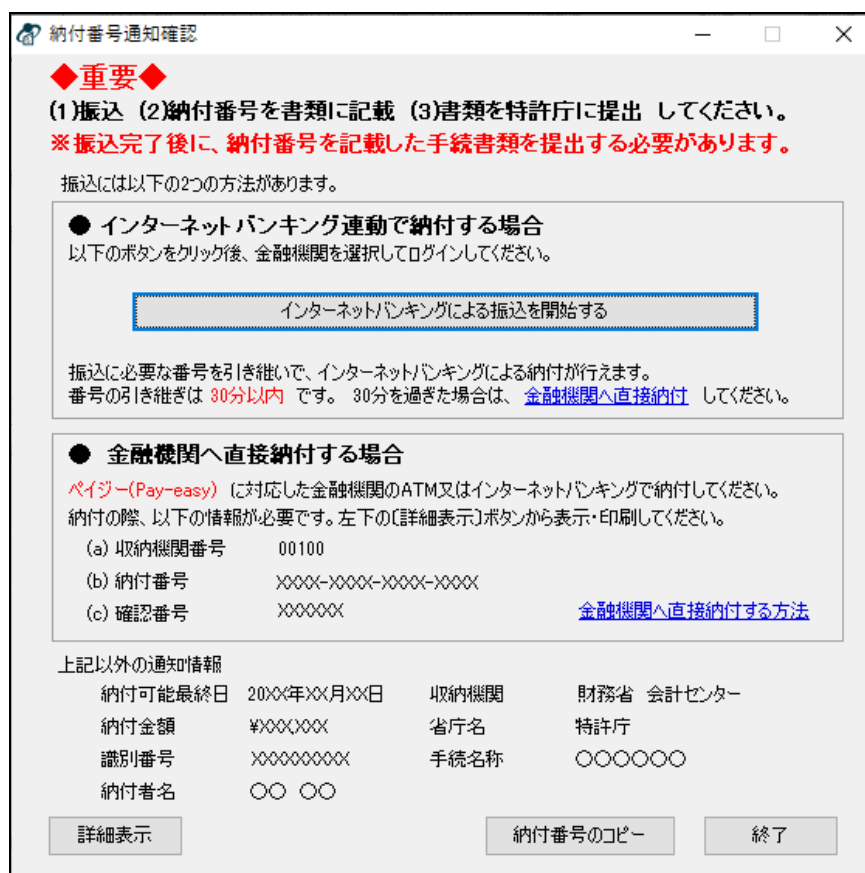 納付番号通知確認
◆重要◆
(1)振込 (2)納付番号を書類に記載 (3)書類を特許庁に提出 してください。
※振込完了後に、納付番号を記載した手続書類を提出する必要があります。
振込には以下の2つの方法があります。
● インターネットバンキング連動で納付する場合
以下のボタンをクリック後、金融機関を選択してログインしてください。
インターネットバンキングによる振込を開始する
振込に必要な番号を引き継いで、インターネットバンキングによる納付が行えます。
番号の引き継ぎは 30分以内 です。 30分を過ぎた場合は、 金融機関へ直接納付 してください。
● 金融機関へ直接納付する場合
ペイジー(Pay-easy) に対応した金融機関のATM又はインターネットバンキングで納付してください。
納付の際、以下の情報が必要です。左下の〔詳細表示〕ボタンから表示・印刷してください。
(a) 収納機関番号 00100
(b) 納付番号 XXXX-XXXX-XXXX-XXXX
(c) 確認番号 XXXXXX 金融機関へ直接納付する方法
上記以外の通知情報
納付可能最終日 20XX年XX月XX日 収納機関 財務省 会計センター
納付金額 ¥XXX,XXX 省庁名 特許庁
識別番号 XXXXXXXXX 手続名称 ○○○○○○
納付者名 ○○ ○○
詳細表示 納付番号のコピー 終了